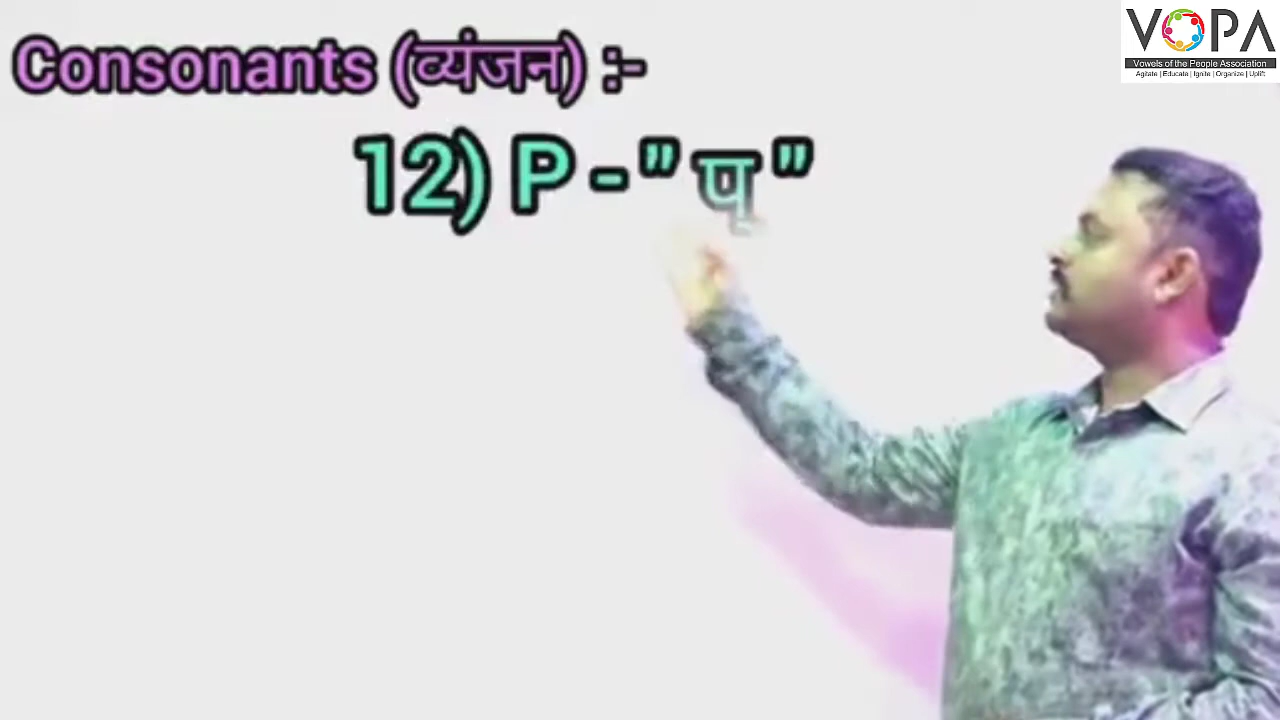 Consonants (व्यंजन) :-
12) P - " प् "
VOPA
Vowels of the People Association
Agitate | Educate | Ignite | Organize | Uplift